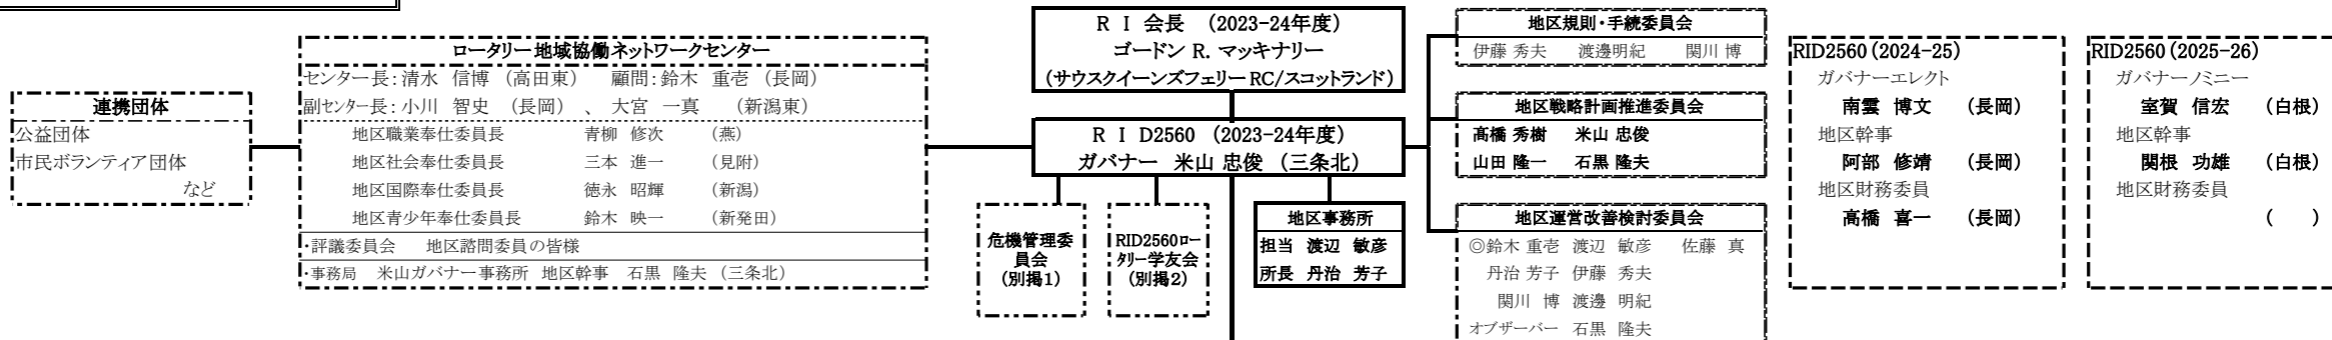 連携団体
公益団体
市民ボランティア団体
など
ロータリー地域協働ネットワークセンター
センター長:清水 信博 (高田東) 顧問:鈴木 重壱 (長岡)
副センター長:小川 智史 (長岡) 、 大宮 一真 (新潟東)
地区職業奉仕委員長 青柳 修次 (燕)
地区社会奉仕委員長 三本 進一 (見附)
地区国際奉仕委員長 徳永 昭輝 (新潟)
地区青少年奉仕委員長 鈴木 映一 (新発田)
・評議委員会 地区諮問委員の皆様
・事務局 米山ガバナー事務所 地区幹事 石黒 隆夫 (三条北)
R I 会長 (2023-24年度)
ゴードン R. マッキナリー
(サウスクイーンズフェリーRC/スコットランド)
R I D2560 (2023-24年度)
ガバナー 米山 忠俊 (三条北)
危機管理委
員会
(別掲1)
RID2560ロー
タリー学友会
(別掲2)
地区事務所
担当 渡辺 敏彦
所長 丹治 芳子
地区規則・手続委員会
伊藤 秀夫 渡邊明紀 関川 博
地区戦略計画推進委員会
髙橋 秀樹 米山 忠俊
山田 隆一 石黒 隆夫
地区運営改善検討委員会
◎鈴木 重壱 渡辺 敏彦 佐藤 真
丹治 芳子 伊藤 秀夫
関川 博 渡邊 明紀
オブザーバー 石黒 隆夫
RID2560(2024-25)
ガバナーエレクト
南雲 博文 (長岡)
地区幹事
阿部 修靖 (長岡)
地区財務委員
高橋 喜一 (長岡)
RID2560(2025-26)
ガバナーノミニー
室賀 信宏 (白根)
地区幹事
関根 功雄 (白根)
地区財務委員
( )